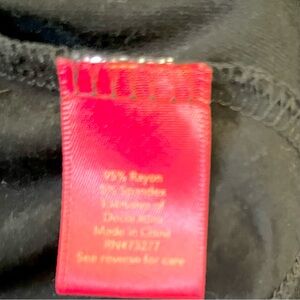 95% Rayon
5% Spandex
Exclusive of
Decoration
Made in China
RN#73277
See reverse for care